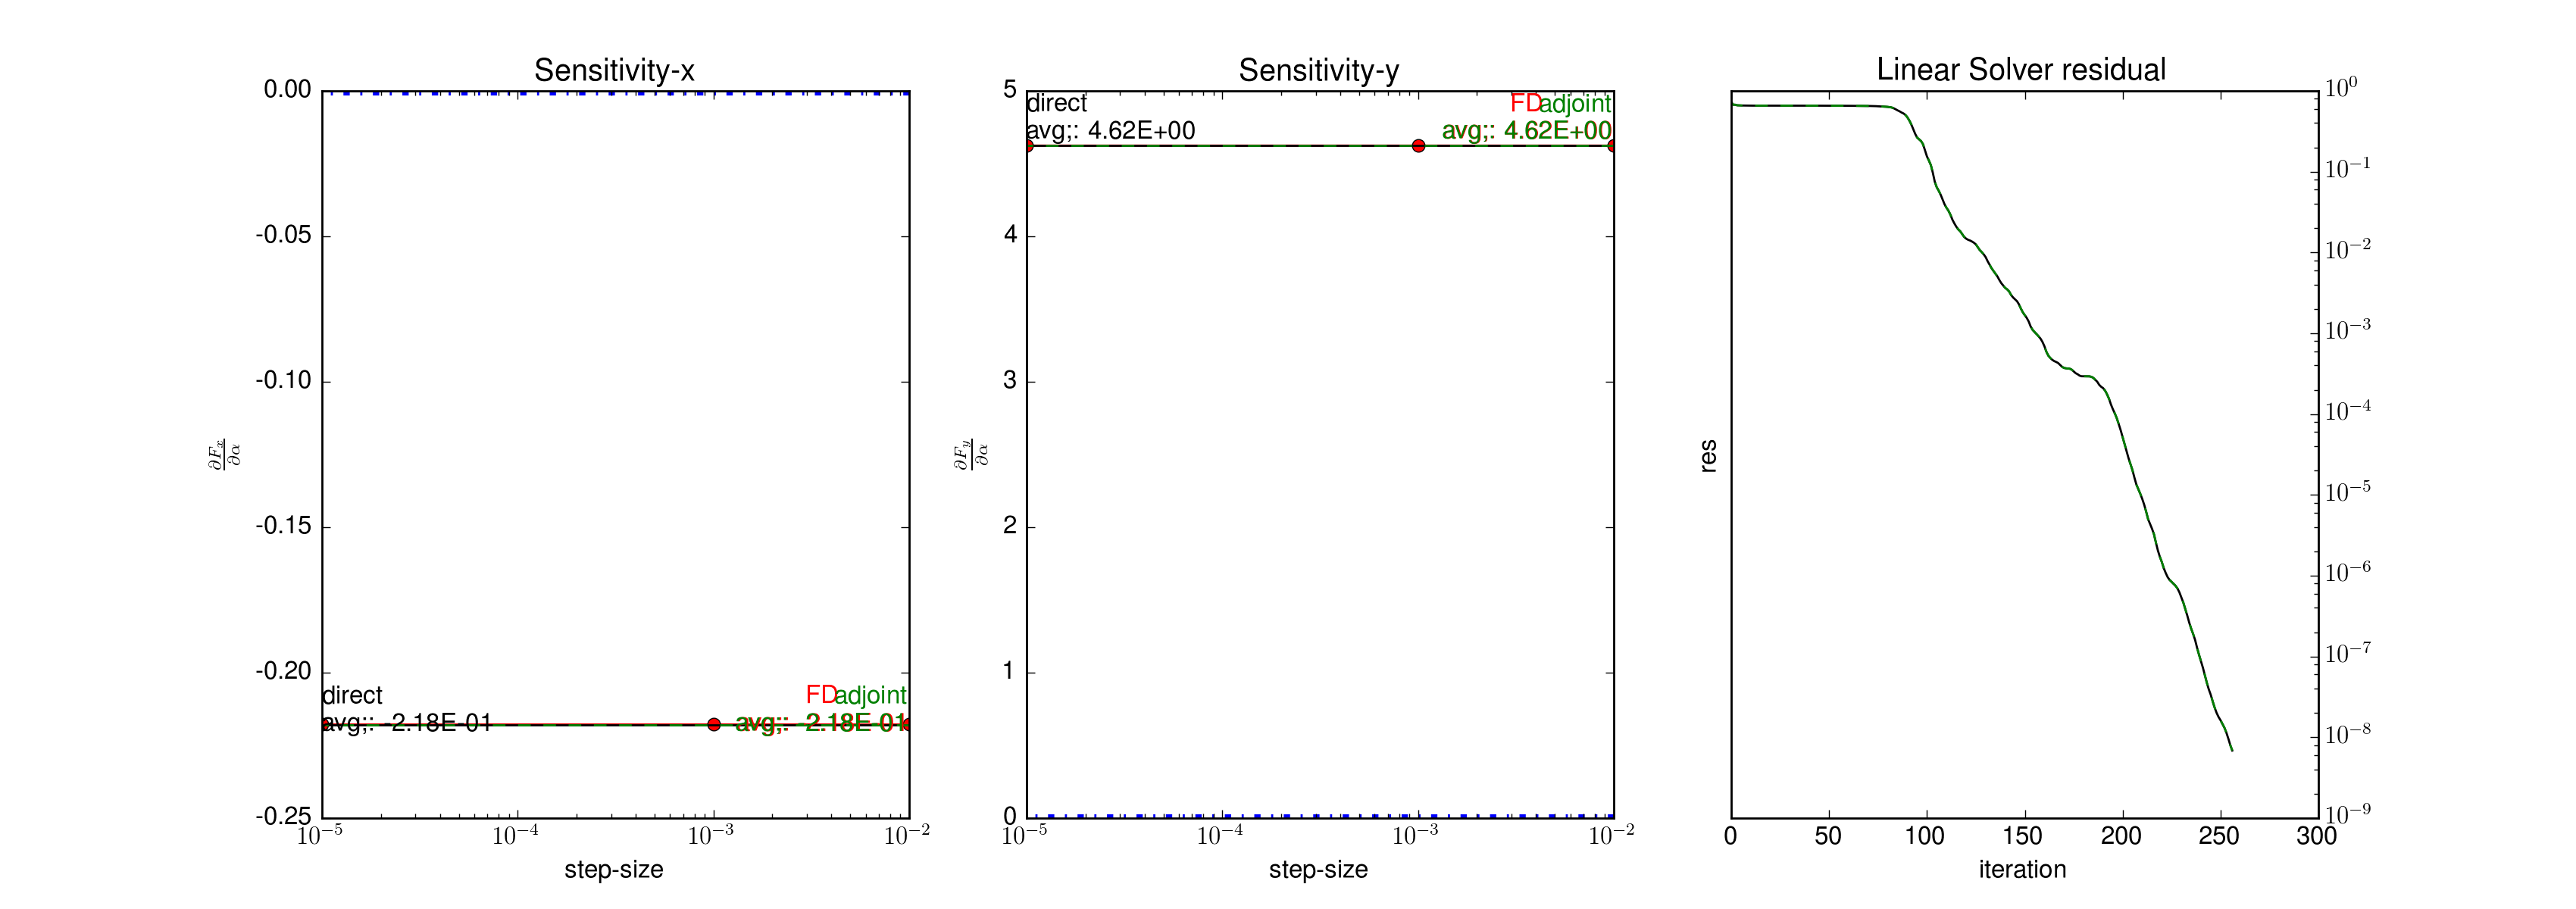 Sensitivity-x
0.00
-0.05
-0.10
-0.15
-0.20
-0.25
∂F_x/∂α
direct
avg;: -2.18E-01
FD
adjoint
avg;: -2.18E-01
10^-5 10^-4 10^-3 10^-2
step-size
Sensitivity-y
5
4
3
2
1
0
∂F_y/∂α
direct
avg;: 4.62E+00
FD
adjoint
avg;: 4.62E+00
10^-5 10^-4 10^-3 10^-2
step-size
Linear Solver residual
res
10^0
10^-1
10^-2
10^-3
10^-4
10^-5
10^-6
10^-7
10^-8
10^-9
0 50 100 150 200 250 300
iteration